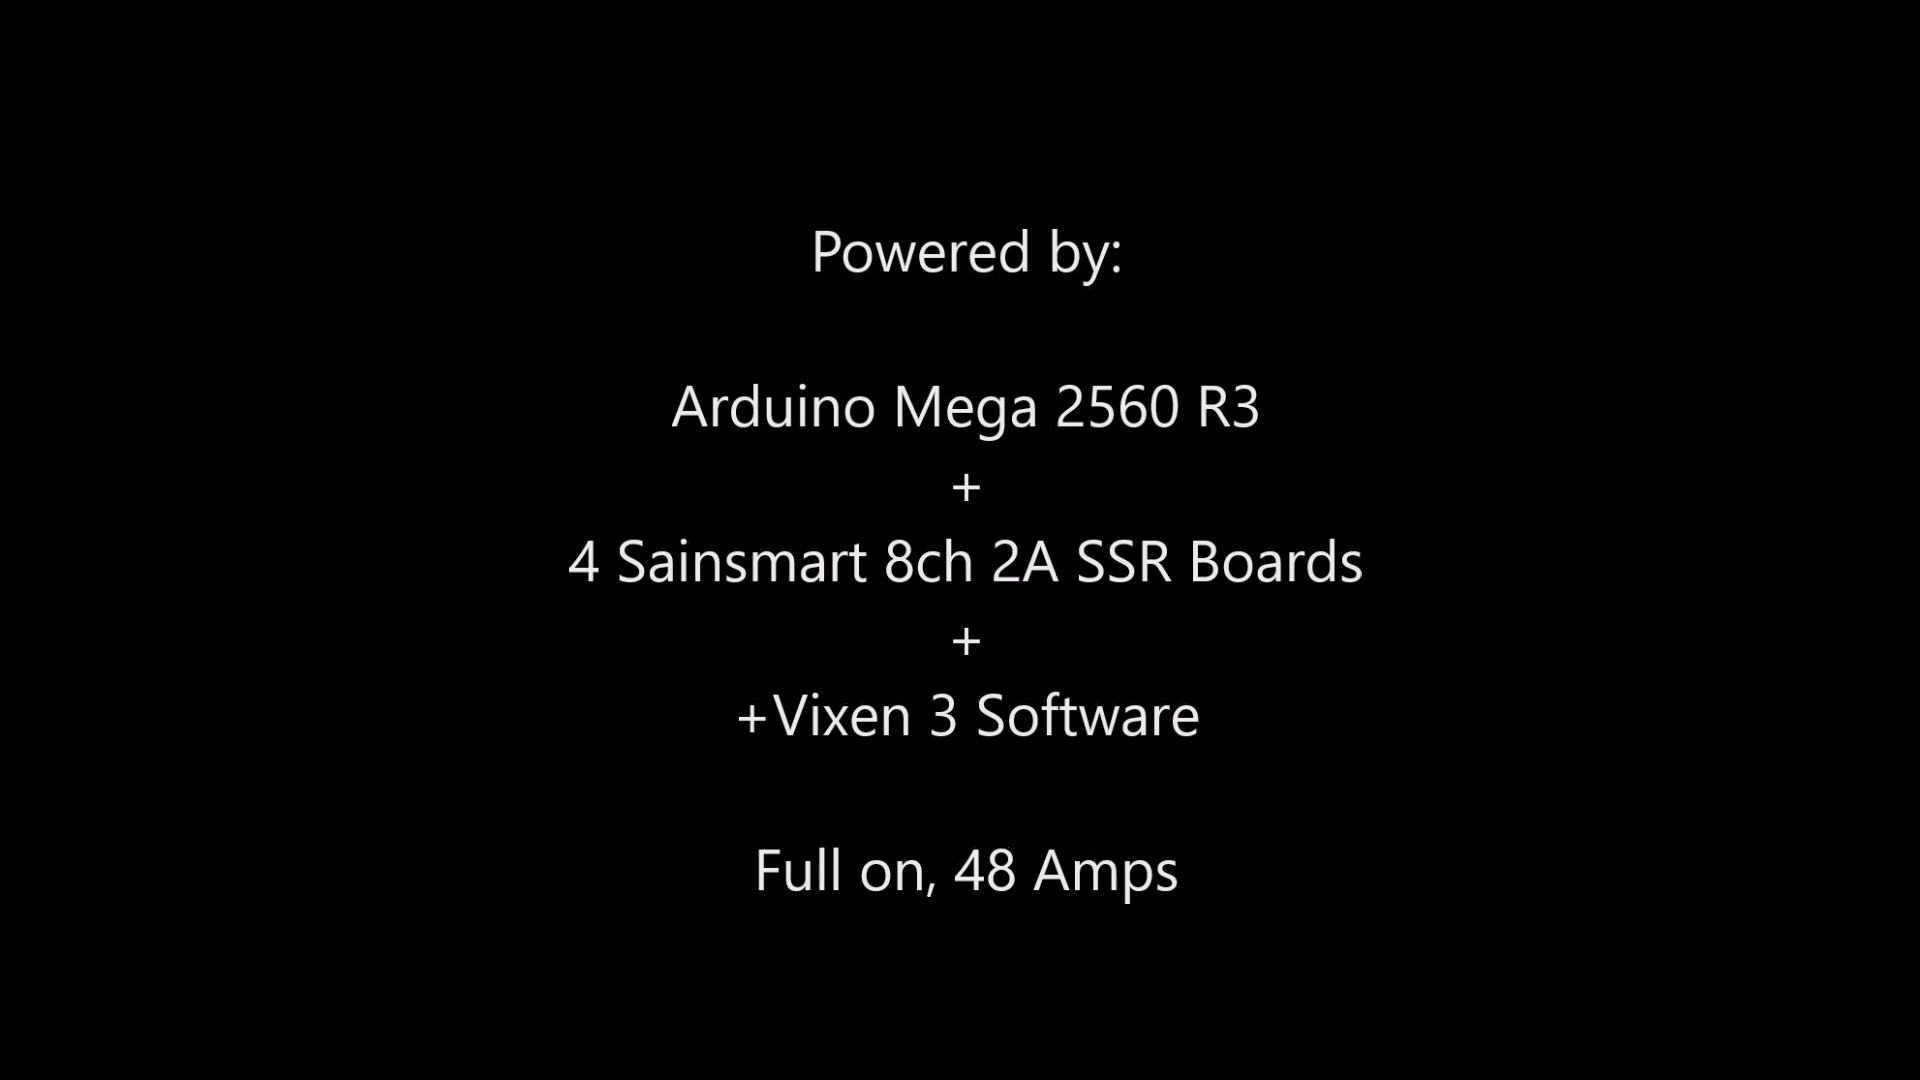 Powered by:
Arduino Mega 2560 R3
+
4 Sainsmart 8ch 2A SSR Boards
+
+Vixen 3 Software
Full on, 48 Amps